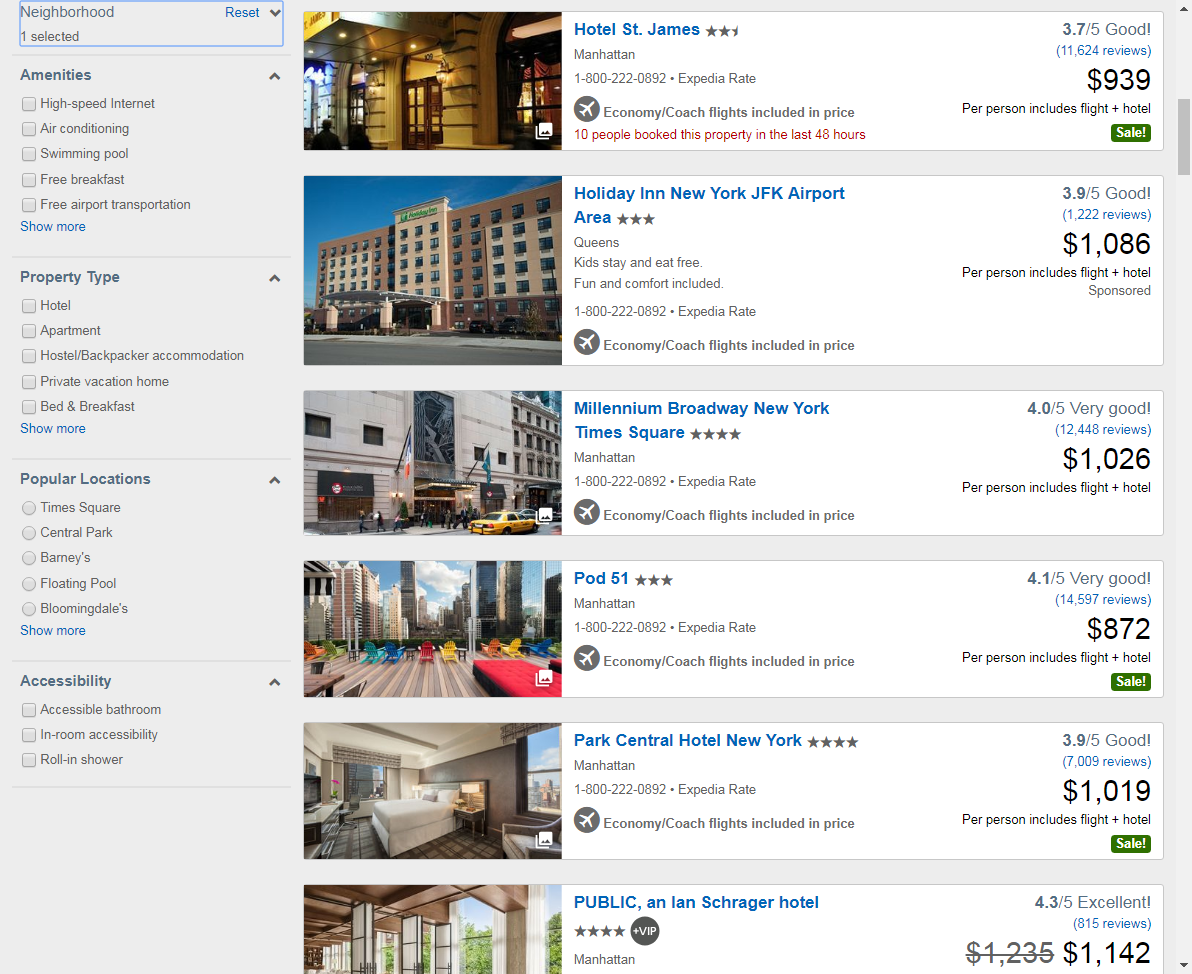 Neighborhood Reset
1 selected
Amenities
High-speed Internet
Air conditioning
Swimming pool
Free breakfast
Free airport transportation
Show more
Property Type
Hotel
Apartment
Hostel/Backpacker accommodation
Private vacation home
Bed & Breakfast
Show more
Popular Locations
Times Square
Central Park
Barney's
Floating Pool
Bloomingdale's
Show more
Accessibility
Accessible bathroom
In-room accessibility
Roll-in shower
Hotel St. James
Manhattan
1-800-222-0892 • Expedia Rate
Economy/Coach flights included in price
10 people booked this property in the last 48 hours
3.7/5 Good!
(11,624 reviews)
$939
Per person includes flight + hotel
Sale!
Holiday Inn New York JFK Airport
Area
Queens
Kids stay and eat free.
Fun and comfort included.
1-800-222-0892 • Expedia Rate
Economy/Coach flights included in price
3.9/5 Good!
(1,222 reviews)
$1,086
Per person includes flight + hotel
Sponsored
Millennium Broadway New York
Times Square
Manhattan
1-800-222-0892 • Expedia Rate
Economy/Coach flights included in price
4.0/5 Very good!
(12,448 reviews)
$1,026
Per person includes flight + hotel
Pod 51
Manhattan
1-800-222-0892 • Expedia Rate
Economy/Coach flights included in price
4.1/5 Very good!
(14,597 reviews)
$872
Per person includes flight + hotel
Sale!
Park Central Hotel New York
Manhattan
1-800-222-0892 • Expedia Rate
Economy/Coach flights included in price
3.9/5 Good!
(7,009 reviews)
$1,019
Per person includes flight + hotel
Sale!
PUBLIC, an Ian Schrager hotel
+VIP
Manhattan
4.3/5 Excellent!
(815 reviews)
$1,235 $1,142